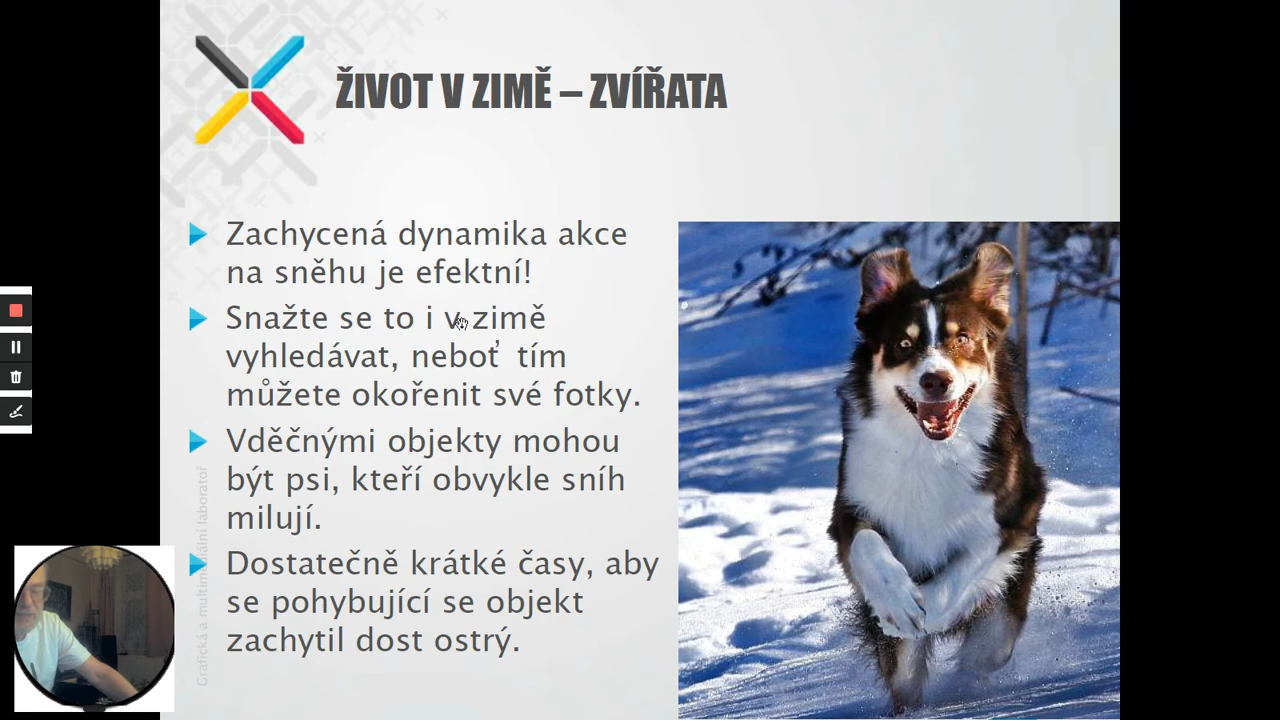 ŽIVOT V ZIMĚ – ZVÍŘATA
Zachycená dynamika akce
na sněhu je efektní!
Snažte se to i v zimě
vyhledávat, neboť tím
můžete okořenit své fotky.
Vděčnými objekty mohou
být psi, kteří obvykle sníh
milují.
Dostatečně krátké časy, aby
se pohybující se objekt
zachytil dost ostrý.
Grafická a multimediální laboratoř